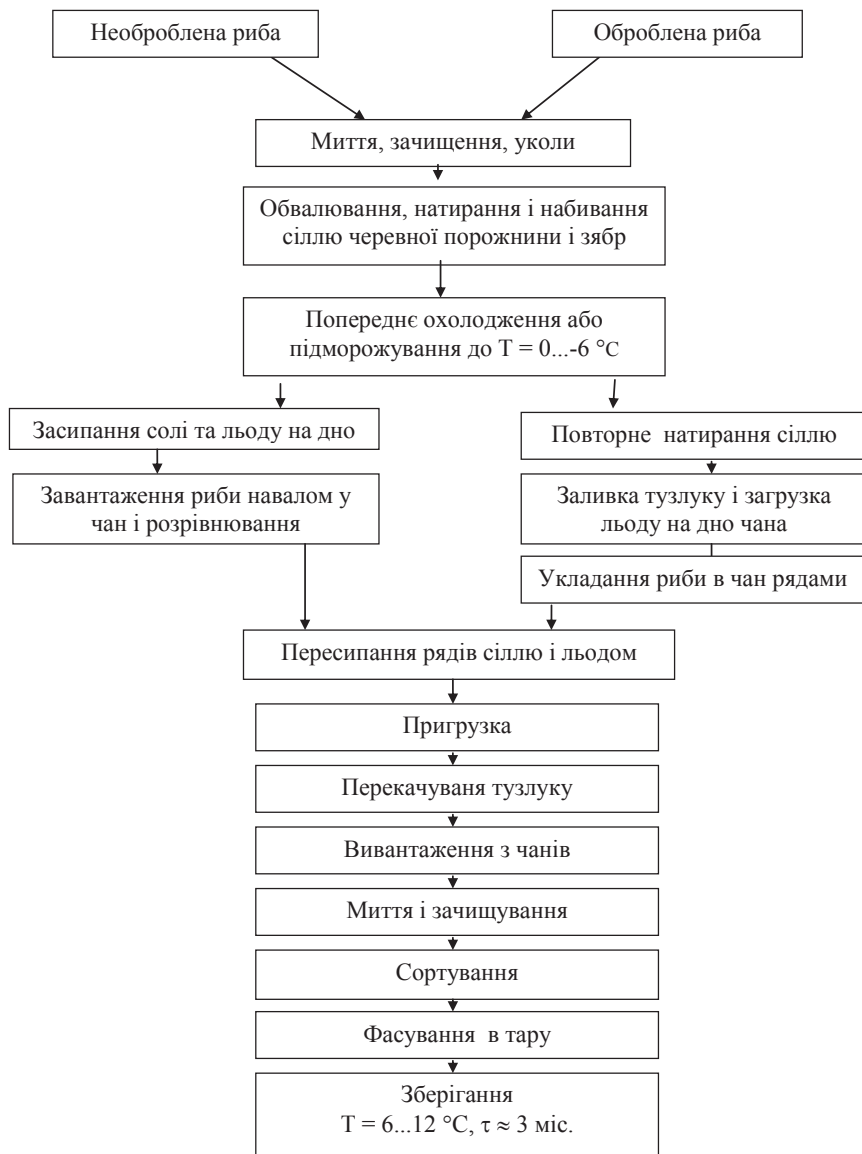 Необроблена риба
Оброблена риба
Миття, зачищення, уколи
Обвалювання, натирання і набивання
сіллю черевної порожнини і зябр
Попереднє охолодження або
підморожування до Т = 0...-6 °С
Засипання солі та льоду на дно
Повторне натирання сіллю
Завантаження риби навалом у
чан і розрівнювання
Заливка тузлуку і загрузка
льоду на дно чана
Укладання риби в чан рядами
Пересипання рядів сіллю і льодом
Пригрузка
Перекачуваня тузлуку
Вивантаження з чанів
Миття і зачищування
Сортування
Фасування в тару
Зберігання
Т = 6...12 °С, τ ≈ 3 міс.